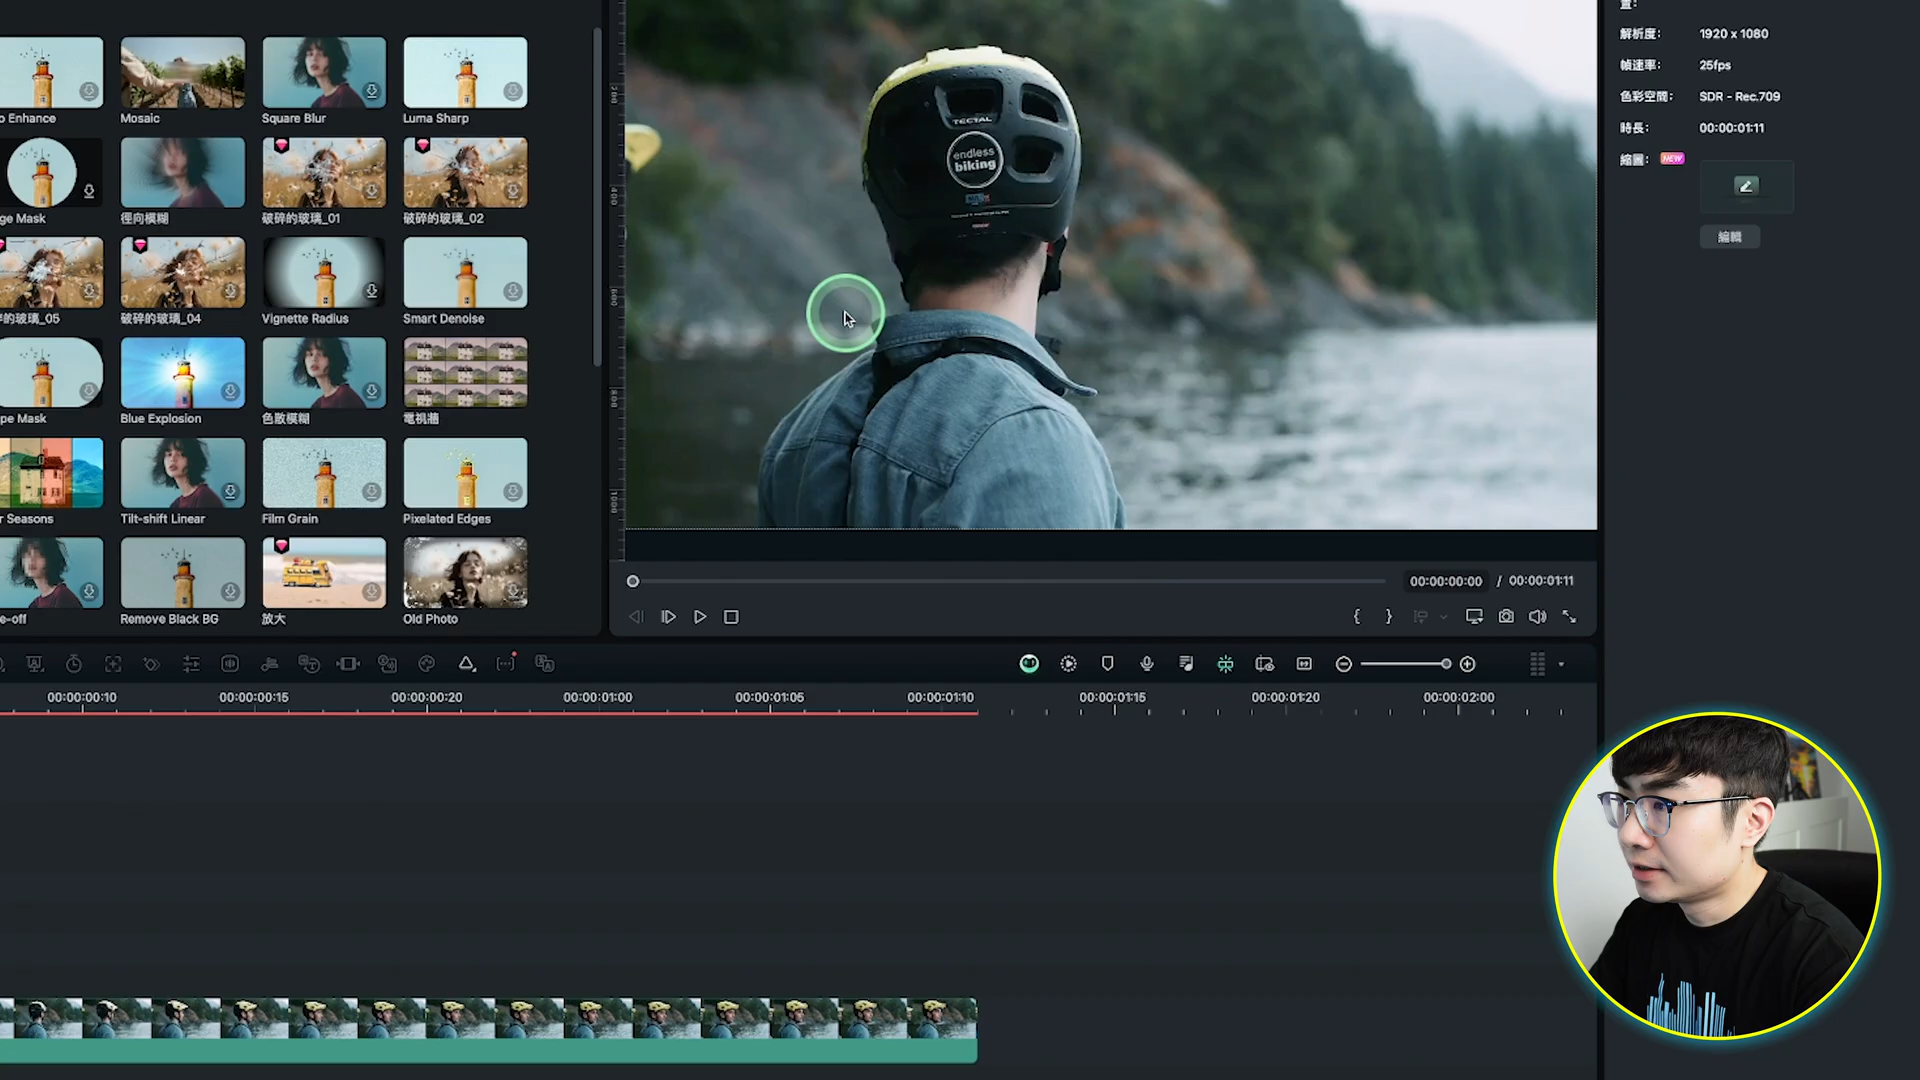 o Enhance
Mosaic
Square Blur
Luma Sharp
ge Mask
徑向模糊
破碎的玻璃_01
破碎的玻璃_02
的玻璃_05
破碎的玻璃_04
Vignette Radius
Smart Denoise
pe Mask
Blue Explosion
色散模糊
電視牆
r Seasons
Tilt-shift Linear
Film Grain
Pixelated Edges
e-off
Remove Black BG
放大
Old Photo
TECTAL
endless
biking
置:
解析度:
1920 x 1080
幀速率:
25fps
色彩空間:
SDR - Rec.709
時長:
00:00:01:11
縮圖:
NEW
編輯
00:00:00:00
/ 00:00:01:11
00:00:00:10
00:00:00:15
00:00:00:20
00:00:01:00
00:00:01:05
00:00:01:10
00:00:01:15
00:00:01:20
00:00:02:00